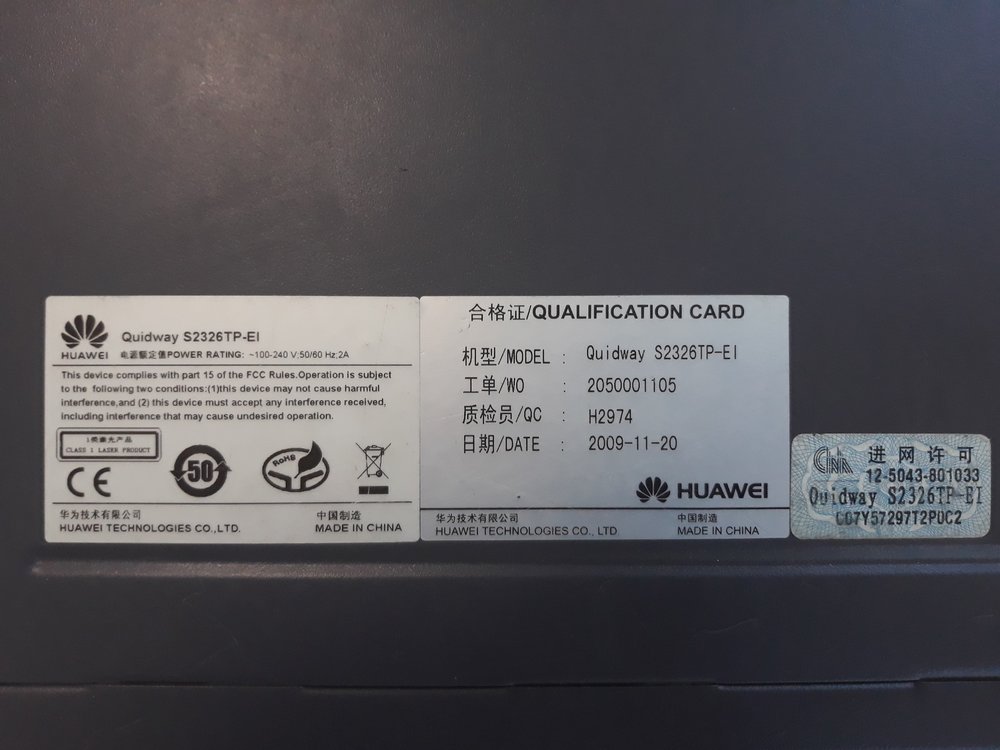 HUAWEI
Quidway S2326TP-EI
电源额定值POWER RATING: ~100-240 V;50/60 Hz;2A
This device complies with part 15 of the FCC Rules.Operation is subject
to the following two conditions:(1)this device may not cause harmful
interference,and (2) this device must accept any interference received,
including interference that may cause undesired operation.
1类激光产品
CLASS 1 LASER PRODUCT
CE
50
RoHS
华为技术有限公司
HUAWEI TECHNOLOGIES CO.,LTD.
中国制造
MADE IN CHINA
合格证/QUALIFICATION CARD
机型/MODEL : Quidway S2326TP-EI
工单/WO : 2050001105
质检员/QC : H2974
日期/DATE : 2009-11-20
HUAWEI
华为技术有限公司
HUAWEI TECHNOLOGIES CO., LTD
中国制造
MADE IN CHINA
进网许可
12-5043-801033
Quidway S2326TP-EI